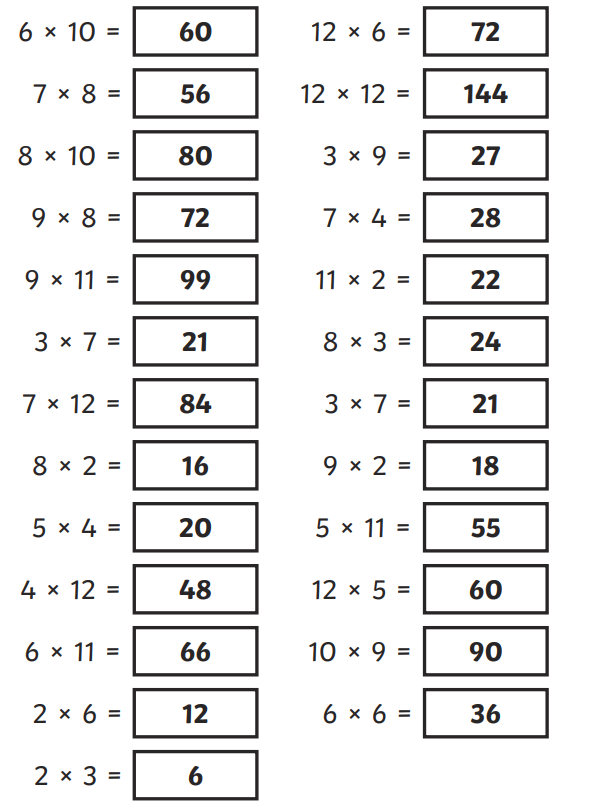 6 × 10 = 60
7 × 8 = 56
8 × 10 = 80
9 × 8 = 72
9 × 11 = 99
3 × 7 = 21
7 × 12 = 84
8 × 2 = 16
5 × 4 = 20
4 × 12 = 48
6 × 11 = 66
2 × 6 = 12
2 × 3 = 6
12 × 6 = 72
12 × 12 = 144
3 × 9 = 27
7 × 4 = 28
11 × 2 = 22
8 × 3 = 24
3 × 7 = 21
9 × 2 = 18
5 × 11 = 55
12 × 5 = 60
10 × 9 = 90
6 × 6 = 36